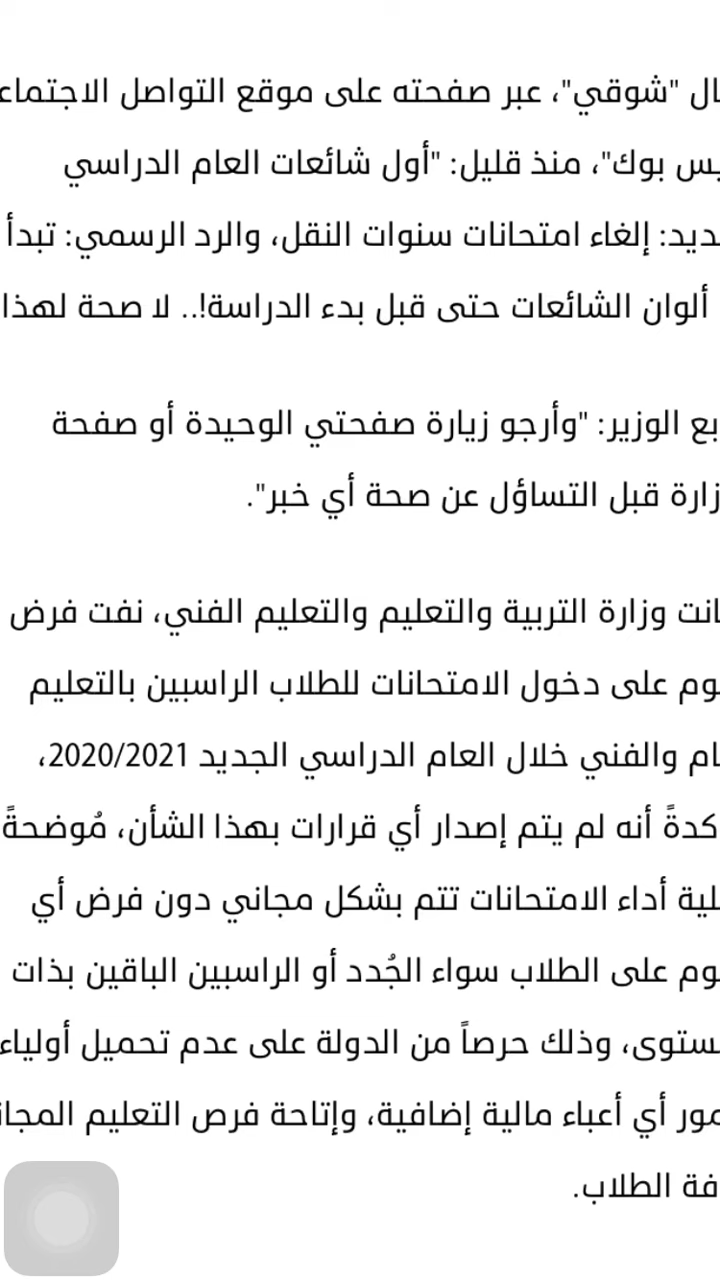 ال "شوقي"، عبر صفحته على موقع التواصل الاجتماع
يس بوك"، منذ قليل: "أول شائعات العام الدراسي
ديد: إلغاء امتحانات سنوات النقل، والرد الرسمي: تبدأ
ألوان الشائعات حتى قبل بدء الدراسة!.. لا صحة لهذا
بع الوزير: "وأرجو زيارة صفحتي الوحيدة أو صفحة
زارة قبل التساؤل عن صحة أي خبر".
انت وزارة التربية والتعليم والتعليم الفني، نفت فرض
وم على دخول الامتحانات للطلاب الراسبين بالتعليم
ام والفني خلال العام الدراسي الجديد 2020/2021،
كدةً أنه لم يتم إصدار أي قرارات بهذا الشأن، مُوضحةً
لية أداء الامتحانات تتم بشكل مجاني دون فرض أي
وم على الطلاب سواء الجُدد أو الراسبين الباقين بذات
ستوى، وذلك حرصاً من الدولة على عدم تحميل أولياء
مور أي أعباء مالية إضافية، وإتاحة فرص التعليم المجا
فة الطلاب.